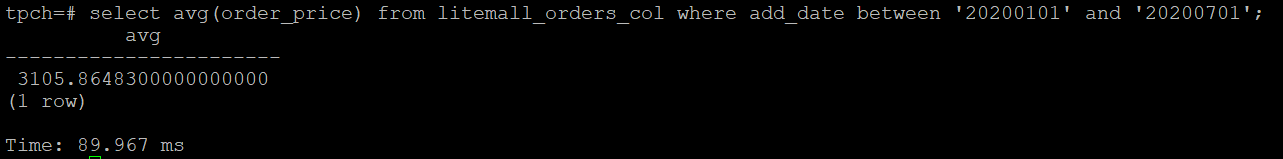 tpch=# select avg(order_price) from litemall_orders_col where add_date between '20200101' and '20200701';
avg
-----------------------
3105.8648300000000000
(1 row)
Time: 89.967 ms